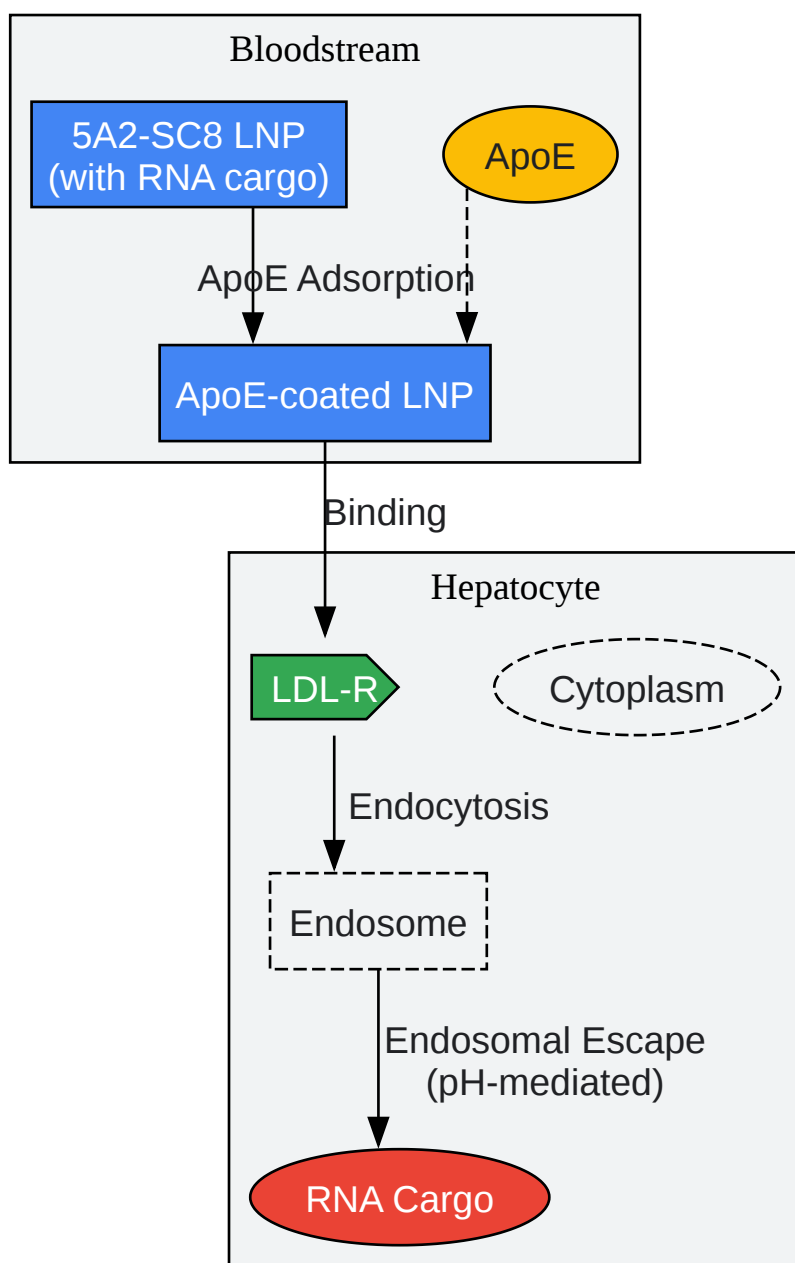 Bloodstream
5A2-SC8 LNP
(with RNA cargo)
ApoE
ApoE Adsorption
ApoE-coated LNP
Binding
Hepatocyte
LDL-R
Cytoplasm
Endocytosis
Endosome
Endosomal Escape
(pH-mediated)
RNA Cargo